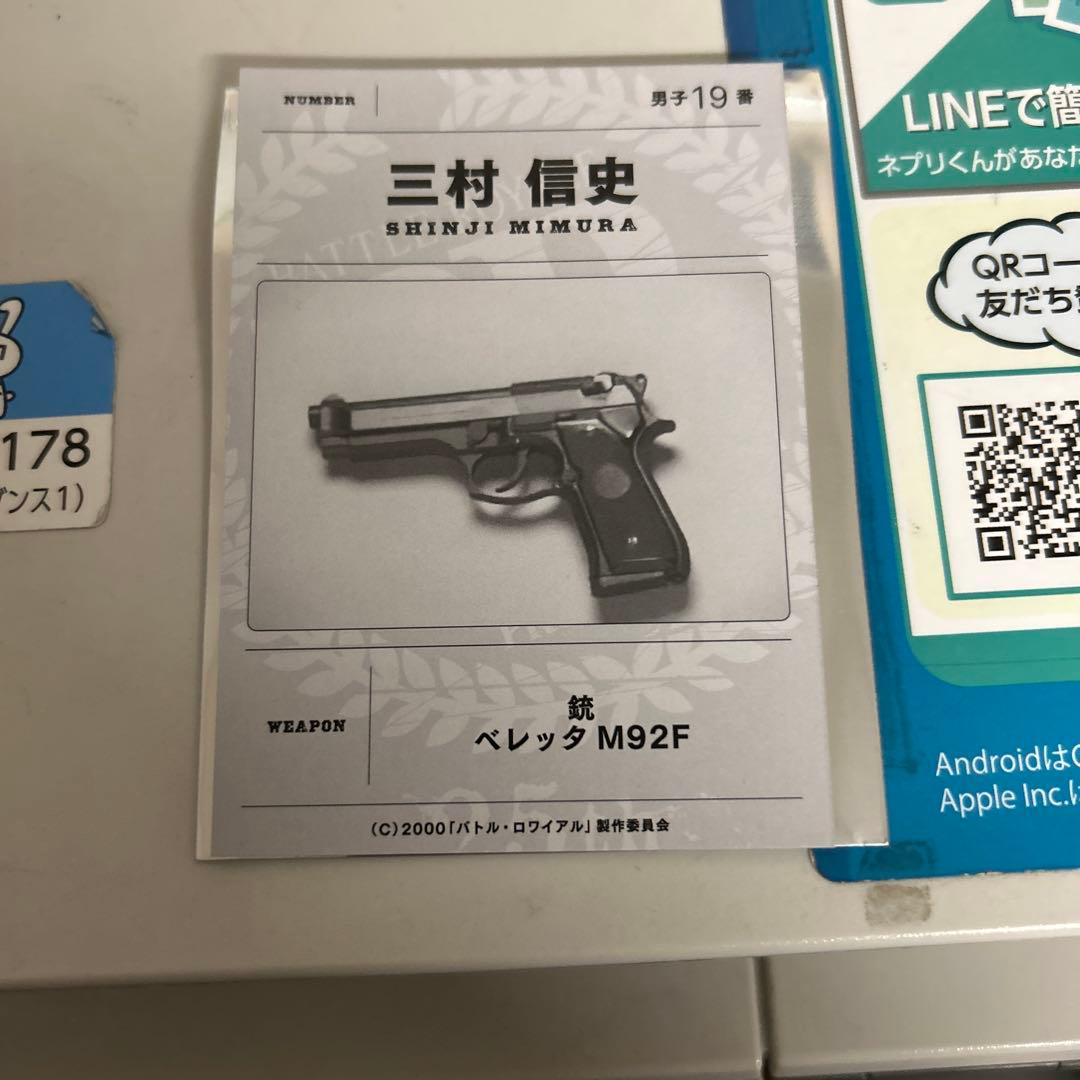 NUMBER
男子19番
三村 信史
SHINJI MIMURA
WEAPON
銃
ベレッタ M92F
(C)2000「バトル・ロワイアル」製作委員会
178
ンス1)
LINEで簡
ネプリくんがあなた
QRコー
友だち
Androidは
Apple Inc.に